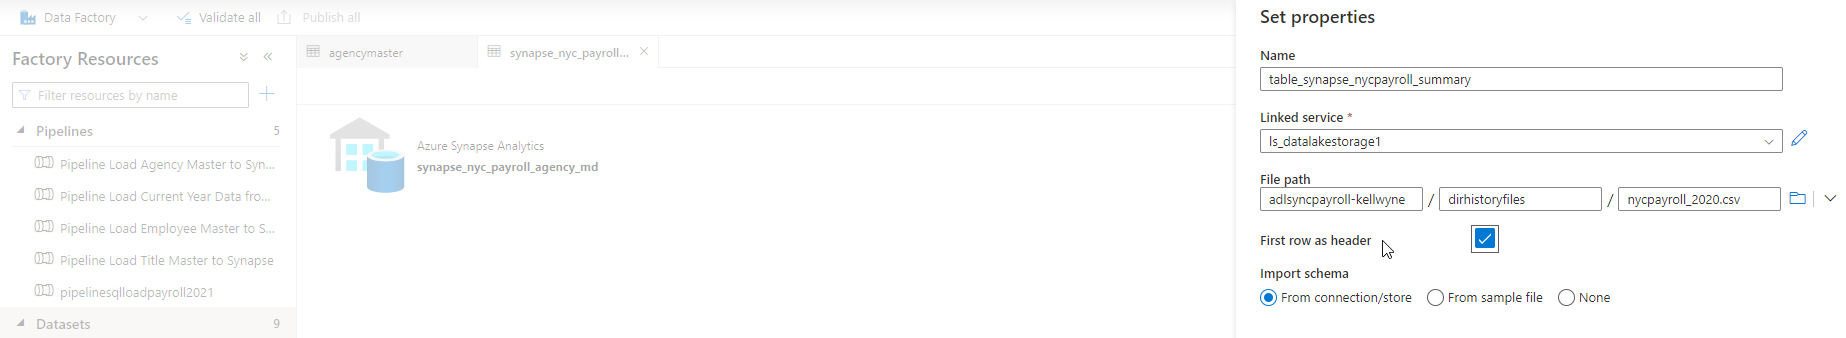 Data Factory
Validate all
Publish all
Factory Resources
Filter resources by name
Pipelines 5
Pipeline Load Agency Master to Syn...
Pipeline Load Current Year Data fro...
Pipeline Load Employee Master to S...
Pipeline Load Title Master to Synapse
pipelinesqlloadpayroll2021
Datasets 9
agencymaster
synapse_nyc_payroll...
Azure Synapse Analytics
synapse_nyc_payroll_agency_md
Set properties
Name
table_synapse_nycpayroll_summary
Linked service *
ls_datalakestorage1
File path
adlsyncpayroll-kellwyne / dirhistoryfiles / nycpayroll_2020.csv
First row as header
Import schema
From connection/store From sample file None